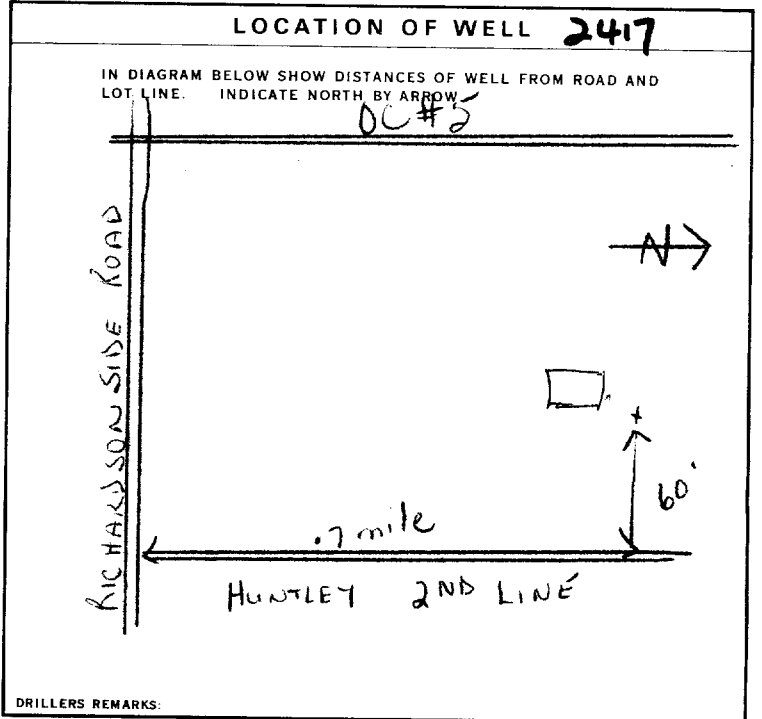 LOCATION OF WELL 2417
IN DIAGRAM BELOW SHOW DISTANCES OF WELL FROM ROAD AND
LOT LINE. INDICATE NORTH BY ARROW
OC #5
N
RICHARDSON SIDE ROAD
60'
.7 mile
HUNTLEY 2ND LINE
DRILLERS REMARKS: